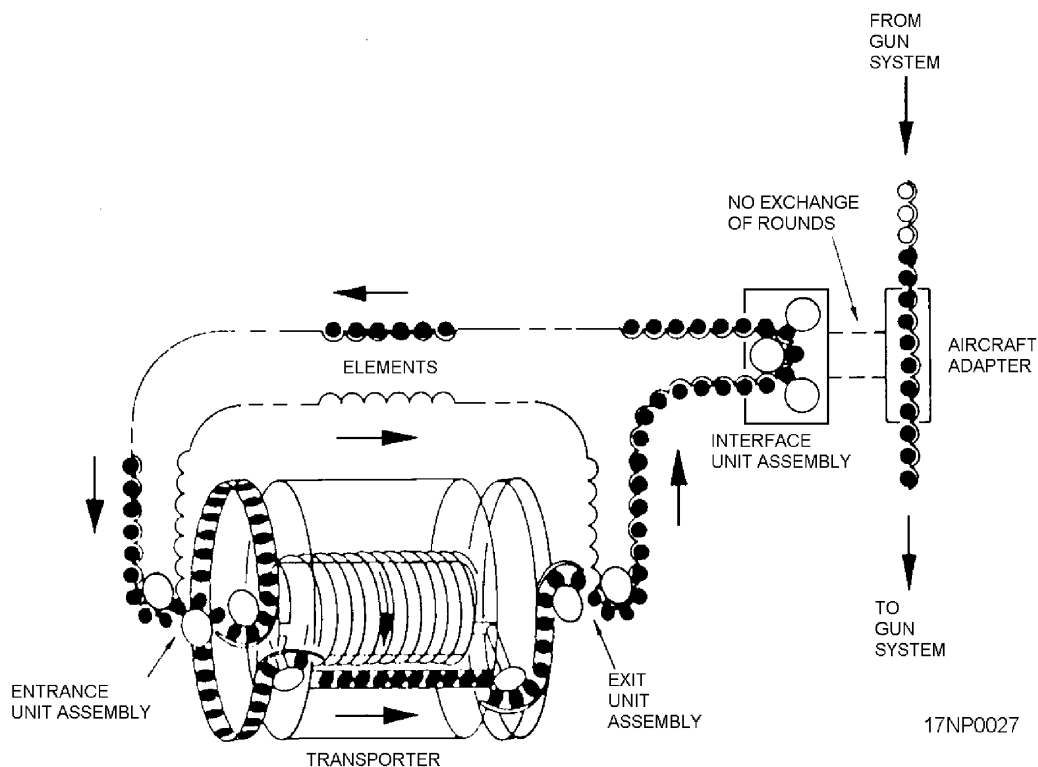 FROM
GUN
SYSTEM
NO EXCHANGE
OF ROUNDS
ELEMENTS
AIRCRAFT
ADAPTER
INTERFACE
UNIT ASSEMBLY
ENTRANCE
UNIT ASSEMBLY
EXIT
UNIT
ASSEMBLY
TO
GUN
SYSTEM
TRANSPORTER
17NP0027